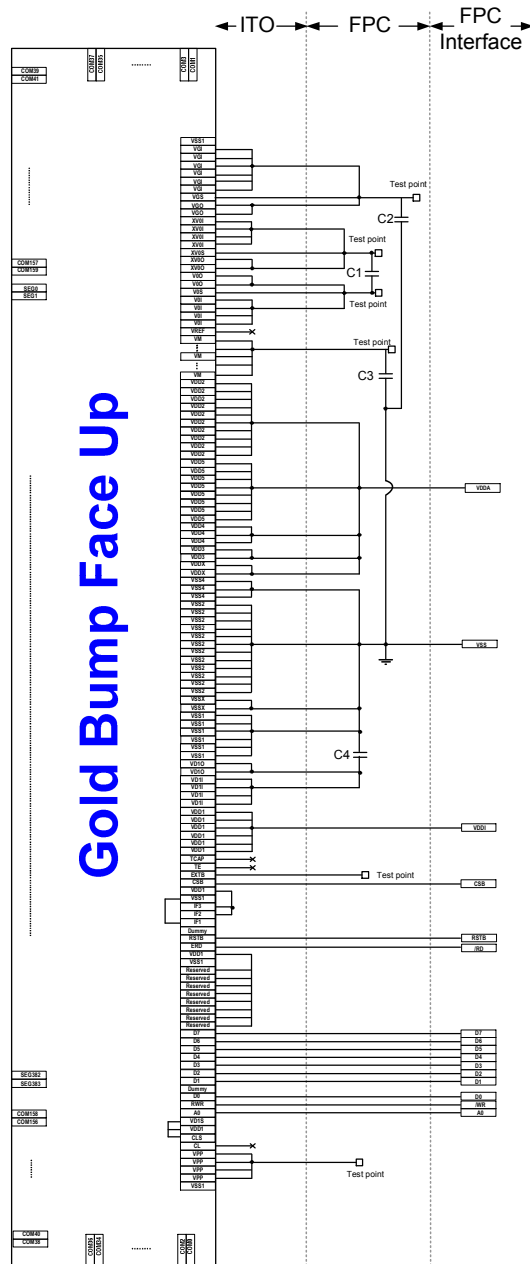 ITO
FPC
FPC
Interface
COM37
COM35
........
COM3
COM1
COM39
COM41
COM157
COM159
SEG0
SEG1
Gold Bump Face Up
SEG382
SEG383
COM158
COM156
COM40
COM38
COM36
COM34
........
COM2
COM0
VSS1
VGI
VGI
VGI
VGI
VGI
VGI
VGS
VGO
VGO
XV0I
XV0I
XV0I
XV0I
XV0S
XV0O
XV0O
V0O
V0O
V0S
V0I
V0I
V0I
V0I
VREF
VM
VM
VM
VDD2
VDD2
VDD2
VDD2
VDD2
VDD2
VDD2
VDD2
VDD2
VDD2
VDD5
VDD5
VDD5
VDD5
VDD5
VDD5
VDD5
VDD5
VDD4
VDD4
VDD4
VDD3
VDD3
VDDX
VDDX
VSS4
VSS4
VSS4
VSS2
VSS2
VSS2
VSS2
VSS2
VSS2
VSS2
VSS2
VSS2
VSS2
VSS2
VSS2
VSSX
VSSX
VSS1
VSS1
VSS1
VSS1
VSS1
VSS1
VD1O
VD1O
VD1I
VD1I
VD1I
VD1I
VDD1
VDD1
VDD1
VDD1
VDD1
VDD1
TCAP
TE
EXTB
CSB
VDD1
VSS1
IF3
IF2
IF1
Dummy
RSTB
ERD
VDD1
VSS1
Reserved
Reserved
Reserved
Reserved
Reserved
Reserved
Reserved
Reserved
D7
D6
D5
D4
D3
D2
D1
Dummy
D0
RWR
A0
VD1S
VDD1
CLS
CL
VPP
VPP
VPP
VPP
VSS1
Test point
C2
Test point
C1
Test point
Test point
C3
C4
Test point
Test point
VDDA
VSS
VDDI
CSB
RSTB
/RD
D7
D6
D5
D4
D3
D2
D1
D0
/WR
A0